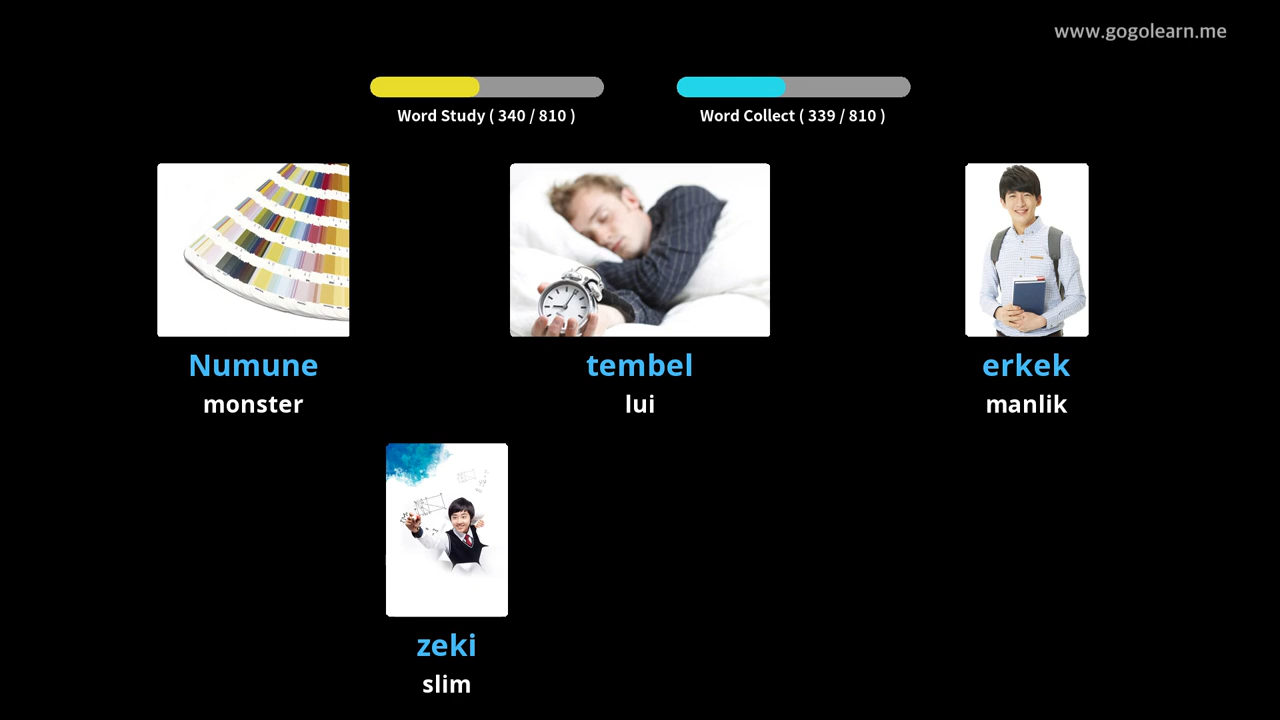 www.gogolearn.me
Word Study ( 340 / 810 )
Word Collect ( 339 / 810 )
Numune
monster
tembel
lui
erkek
manlik
zeki
slim